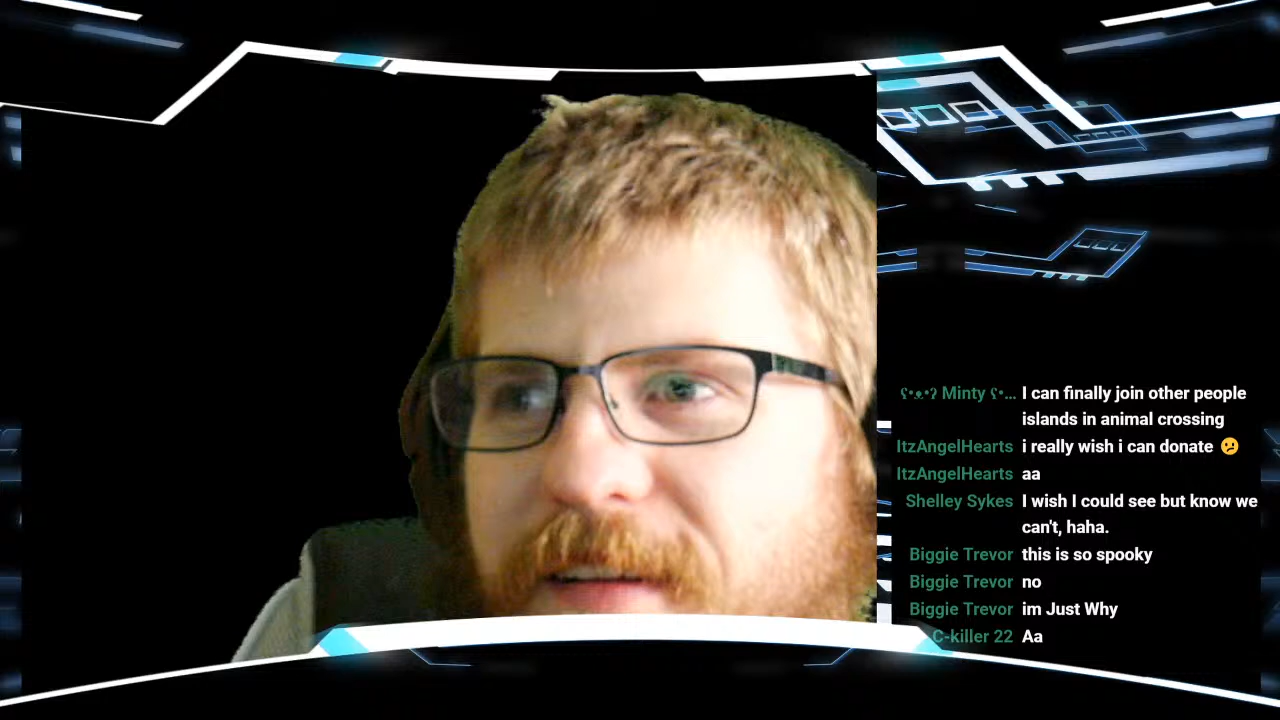 ʕ•ᴥ•ʔ Minty ʕ•... I can finally join other people
islands in animal crossing
ItzAngelHearts i really wish i can donate 😕
ItzAngelHearts aa
Shelley Sykes I wish I could see but know we
can't, haha.
Biggie Trevor this is so spooky
Biggie Trevor no
Biggie Trevor im Just Why
C-killer 22 Aa